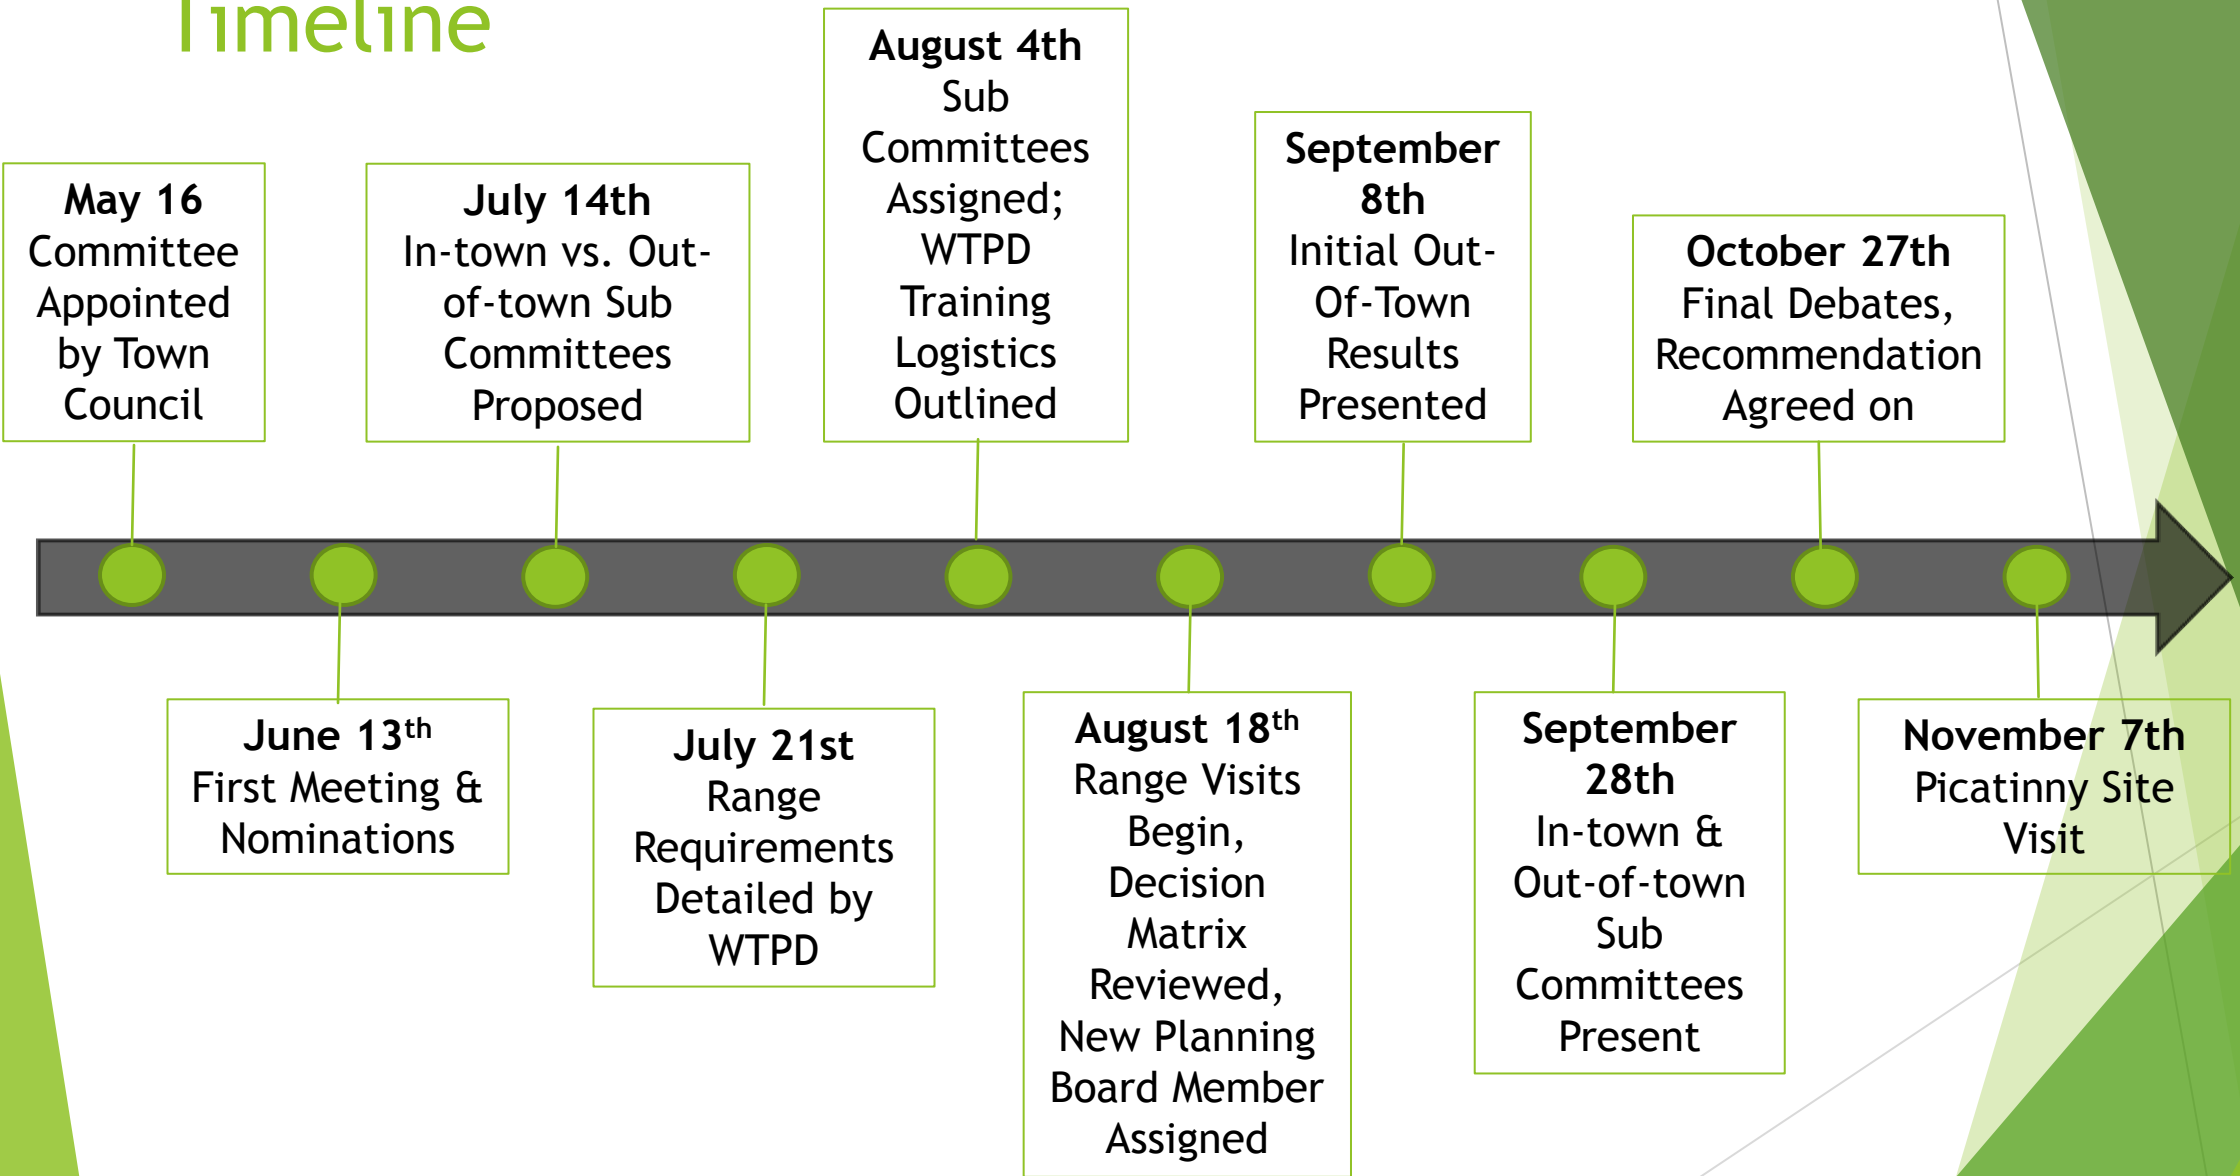 Timeline
May 16
Committee
Appointed
by Town
Council
June 13th
First Meeting &
Nominations
July 14th
In-town vs. Out-
of-town Sub
Committees
Proposed
July 21st
Range
Requirements
Detailed by
WTPD
August 4th
Sub
Committees
Assigned;
WTPD
Training
Logistics
Outlined
August 18th
Range Visits
Begin,
Decision
Matrix
Reviewed,
New Planning
Board Member
Assigned
September
8th
Initial Out-
Of-Town
Results
Presented
September
28th
In-town &
Out-of-town
Sub
Committees
Present
October 27th
Final Debates,
Recommendation
Agreed on
November 7th
Picatinny Site
Visit